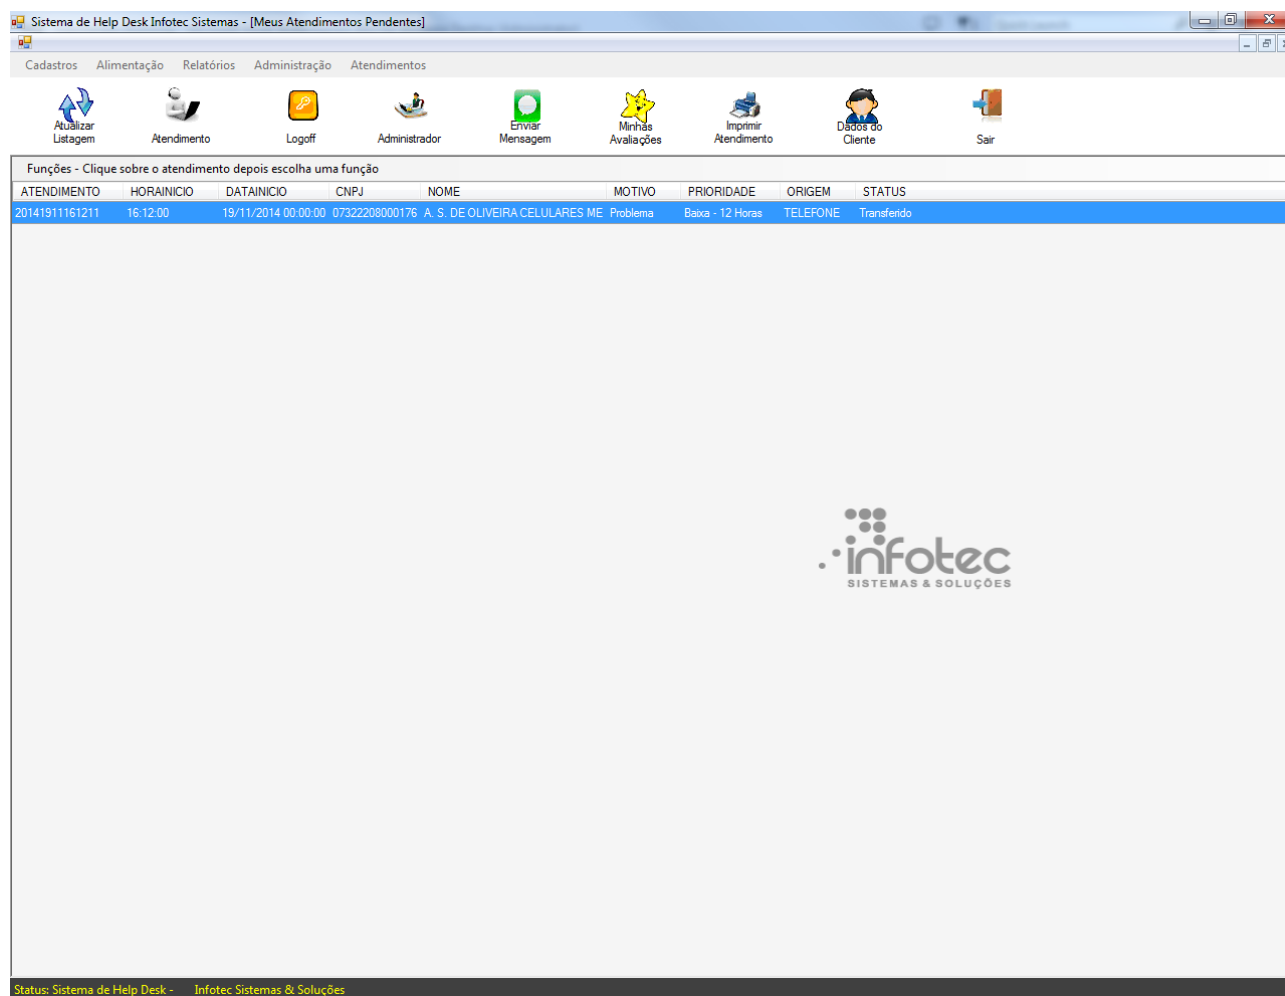 Sistema de Help Desk Infotec Sistemas - [Meus Atendimentos Pendentes]
Cadastros Alimentação Relatórios Administração Atendimentos
Atualizar Listagem
Atendimento
Logoff
Administrador
Enviar Mensagem
Minhas Avaliações
Imprimir Atendimento
Dados do Cliente
Sair
Funções - Clique sobre o atendimento depois escolha uma função
ATENDIMENTO HORAINICIO DATAINICIO CNPJ NOME MOTIVO PRIORIDADE ORIGEM STATUS
20141911161211 16:12:00 19/11/2014 00:00:00 07322208000176 A. S. DE OLIVEIRA CELULARES ME Problema Baixa - 12 Horas TELEFONE Transferido
infotec
SISTEMAS & SOLUÇÕES
Status: Sistema de Help Desk - Infotec Sistemas & Soluções